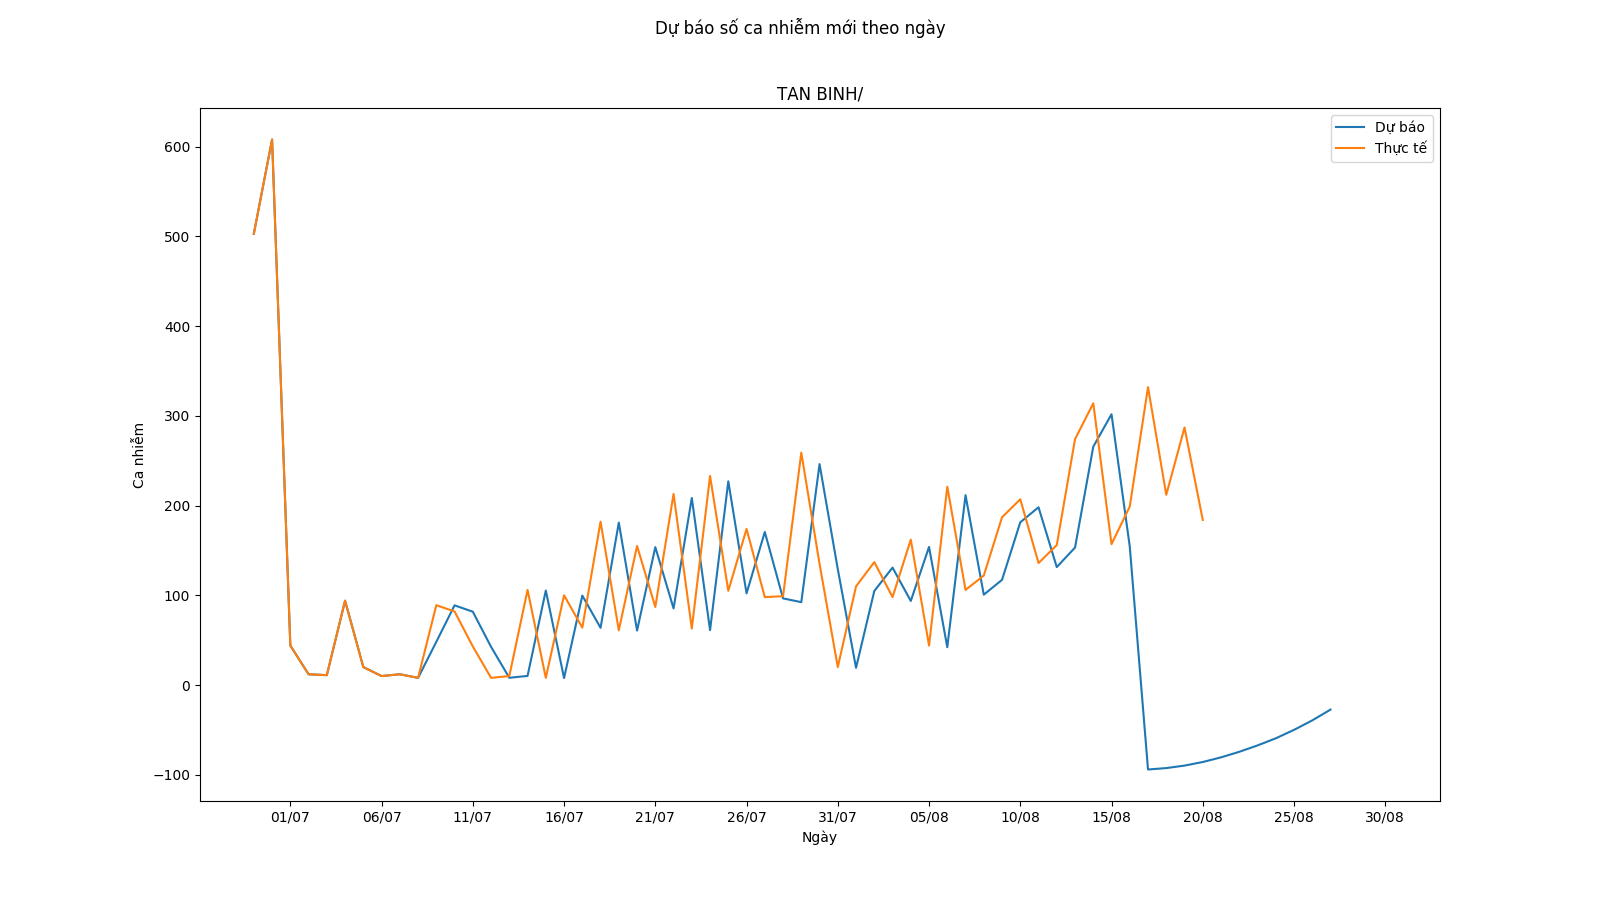 Dự báo số ca nhiễm mới theo ngày
TAN BINH/
Dự báo
Thực tế
600
500
400
300
200
100
0
−100
Ca nhiễm
01/07 06/07 11/07 16/07 21/07 26/07 31/07 05/08 10/08 15/08 20/08 25/08 30/08
Ngày